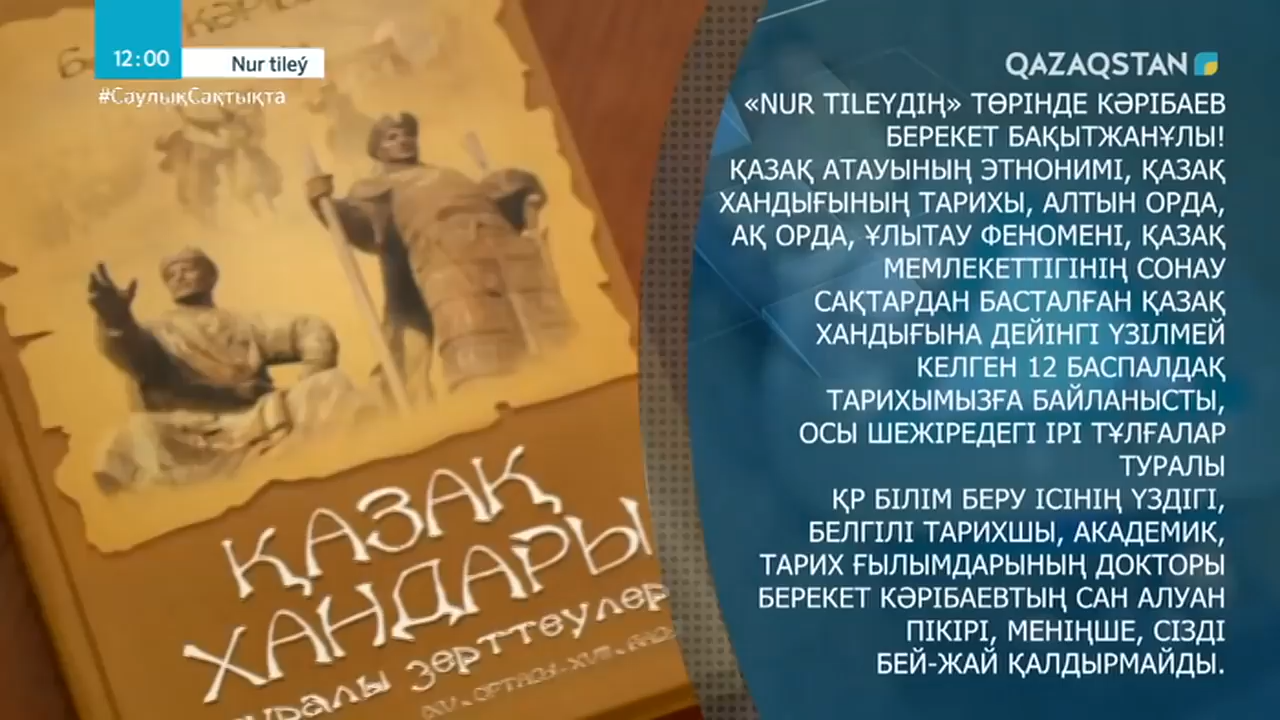 12:00
Nur tileý
#СаулықСақтықта
QAZAQSTAN
«NUR TILEУДІҢ» ТӨРІНДЕ КӘРІБАЕВ
БЕРЕКЕТ БАҚЫТЖАНҰЛЫ!
ҚАЗАҚ АТАУЫНЫҢ ЭТНОНИМІ, ҚАЗАҚ
ХАНДЫҒЫНЫҢ ТАРИХЫ, АЛТЫН ОРДА,
АҚ ОРДА, ҰЛЫТАУ ФЕНОМЕНІ, ҚАЗАҚ
МЕМЛЕКЕТТІГІНІҢ СОНАУ
САҚТАРДАН БАСТАЛҒАН ҚАЗАҚ
ХАНДЫҒЫНА ДЕЙІНГІ ҮЗІЛМЕЙ
КЕЛГЕН 12 БАСПАЛДАҚ
ТАРИХЫМЫЗҒА БАЙЛАНЫСТЫ,
ОСЫ ШЕЖІРЕДЕГІ ІРІ ТҰЛҒАЛАР
ТУРАЛЫ
ҚР БІЛІМ БЕРУ ІСІНІҢ ҮЗДІГІ,
БЕЛГІЛІ ТАРИХШЫ, АКАДЕМИК,
ТАРИХ ҒЫЛЫМДАРЫНЫҢ ДОКТОРЫ
БЕРЕКЕТ КӘРІБАЕВТЫҢ САН АЛУАН
ПІКІРІ, МЕНІҢШЕ, СІЗДІ
БЕЙ-ЖАЙ ҚАЛДЫРМАЙДЫ.
ҚАЗАҚ
ХАНДАРЫ
туралы зерттеулер